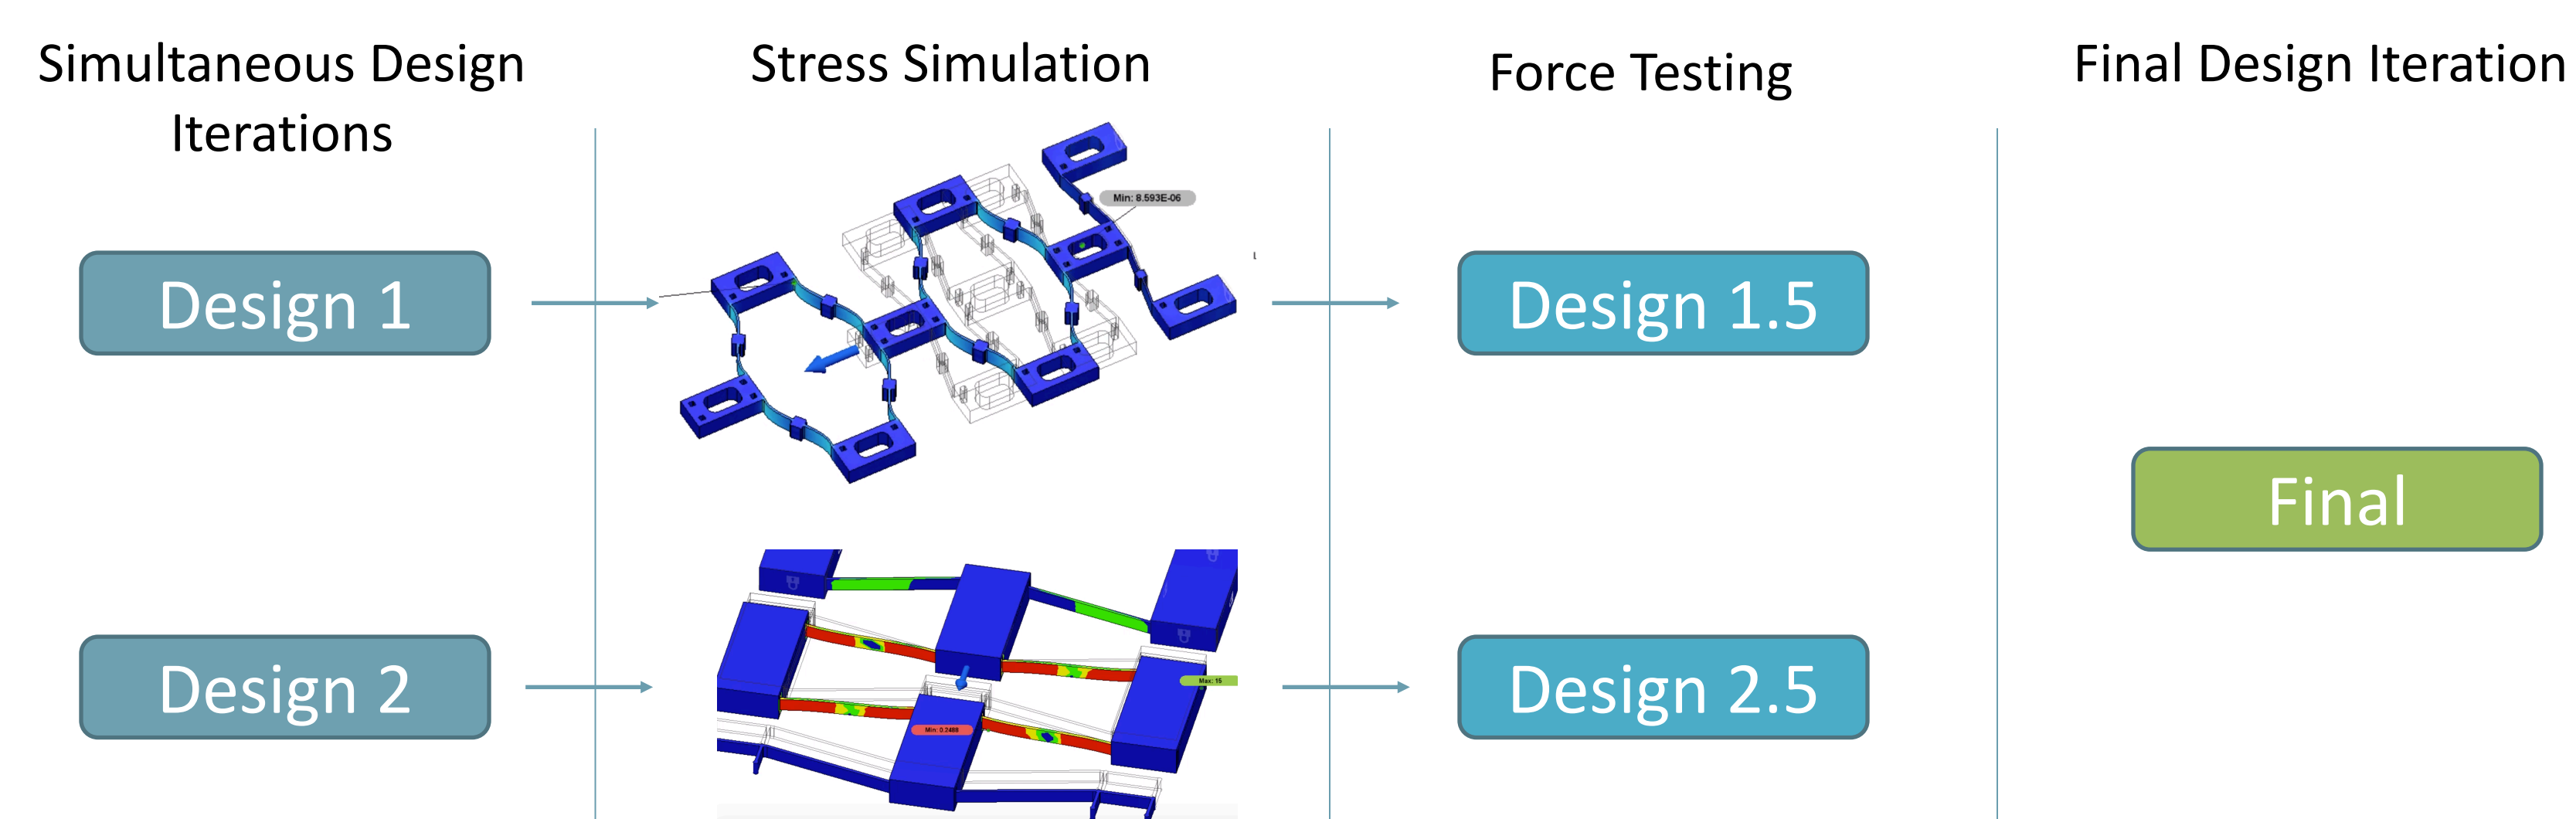 Simultaneous Design
Iterations
Stress Simulation
Force Testing
Final Design Iteration
Min: 8.593E-06
Design 1
Design 1.5
Final
Design 2
Design 2.5
Max: 15
Min: 0.2488